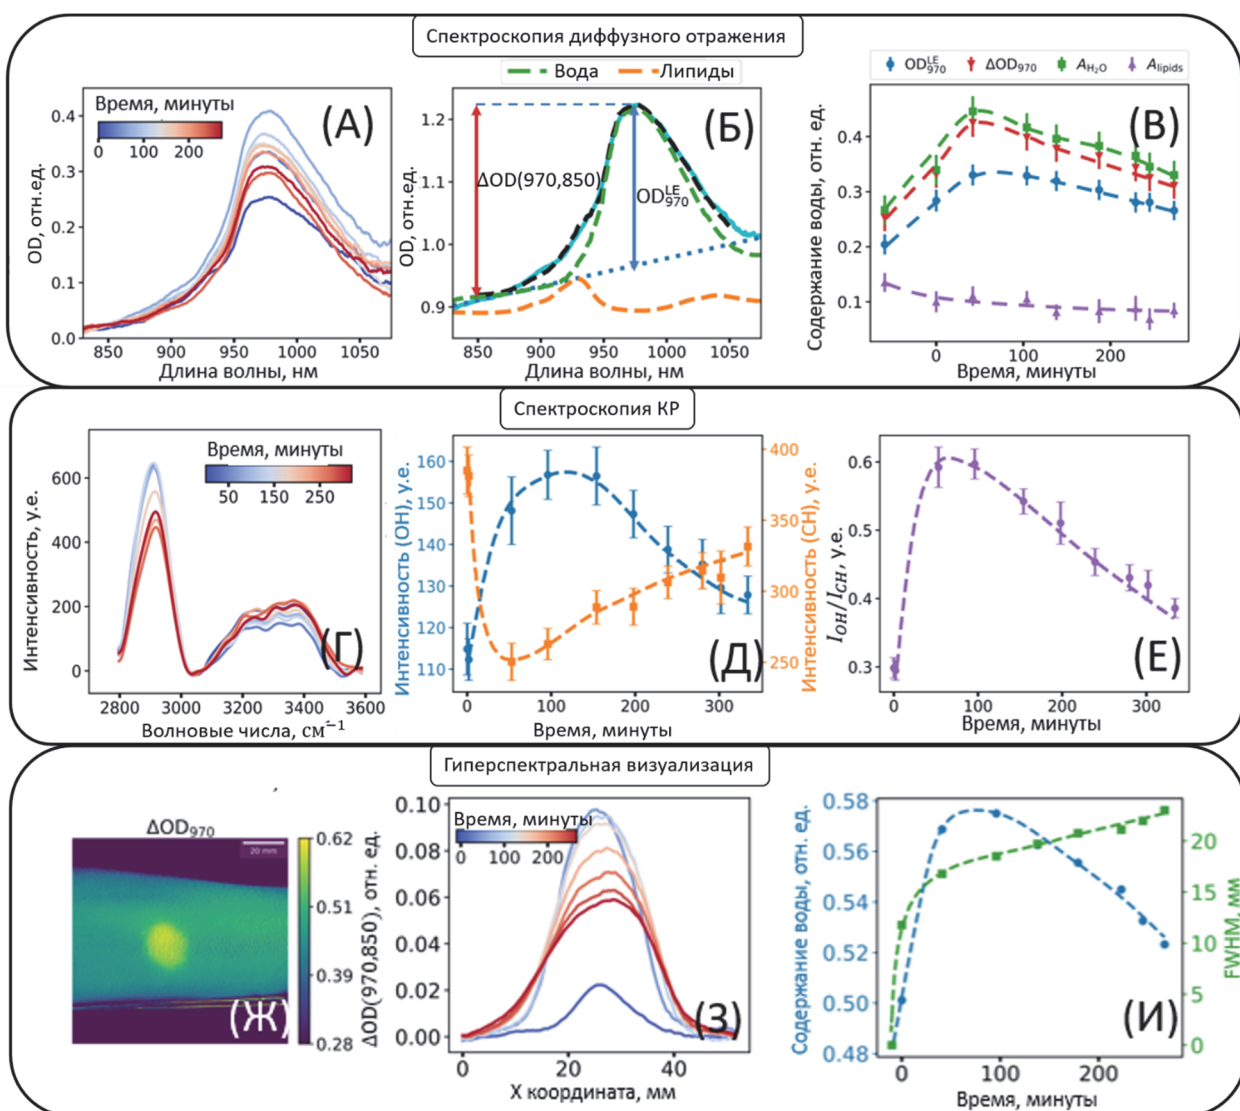 Спектроскопия диффузного отражения
Время, минуты
0 100 200
(А)
OD, отн.ед.
0.4
0.3
0.2
0.1
0.0
850 900 950 1000 1050
Длина волны, нм
Вода Липиды
(Б)
OD, отн.ед.
1.2
1.1
1.0
0.9
ΔOD(970,850)
OD₉₇₀ᴸᴱ
850 900 950 1000 1050
Длина волны, нм
OD₉₇₀ᴸᴱ ΔOD₉₇₀ A_H₂O A_lipids
(В)
Содержание воды, отн. ед.
0.4
0.3
0.2
0.1
0 100 200
Время, минуты
Спектроскопия КР
Время, минуты
50 150 250
(Г)
Интенсивность, у.е.
600
400
200
0
2800 3000 3200 3400 3600
Волновые числа, см⁻¹
Интенсивность (OH), у.е.
160
150
140
130
120
110
(Д)
400
350
300
250
Интенсивность (CH), у.е.
0 100 200 300
Время, минуты
I_OH/I_CH, у.е.
0.6
0.5
0.4
0.3
(Е)
0 100 200 300
Время, минуты
Гиперспектральная визуализация
ΔOD₉₇₀
20 mm
(Ж)
0.62
0.51
0.39
0.28
ΔOD(970,850), отн. ед.
Время, минуты
0 100 200
(З)
0.10
0.08
0.06
0.04
0.02
0.00
0 20 40
X координата, мм
Содержание воды, отн. ед.
0.58
0.56
0.54
0.52
0.50
0.48
(И)
20
15
10
5
0
FWHM, мм
0 100 200
Время, минуты